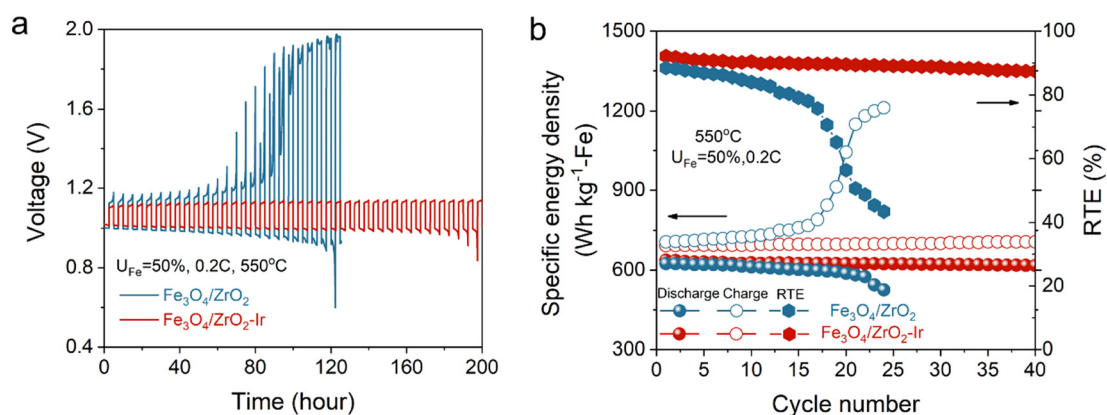 a
2.0
1.6
1.2
0.8
0.4
Voltage (V)
U_Fe=50%, 0.2C, 550°C
Fe₃O₄/ZrO₂
Fe₃O₄/ZrO₂-Ir
0 40 80 120 160 200
Time (hour)
b
1500
1200
900
600
300
Specific energy density
(Wh kg⁻¹-Fe)
550°C
U_Fe=50%,0.2C
Discharge Charge RTE
Fe₃O₄/ZrO₂
Fe₃O₄/ZrO₂-Ir
100
80
60
40
20
0
RTE (%)
0 5 10 15 20 25 30 35 40
Cycle number